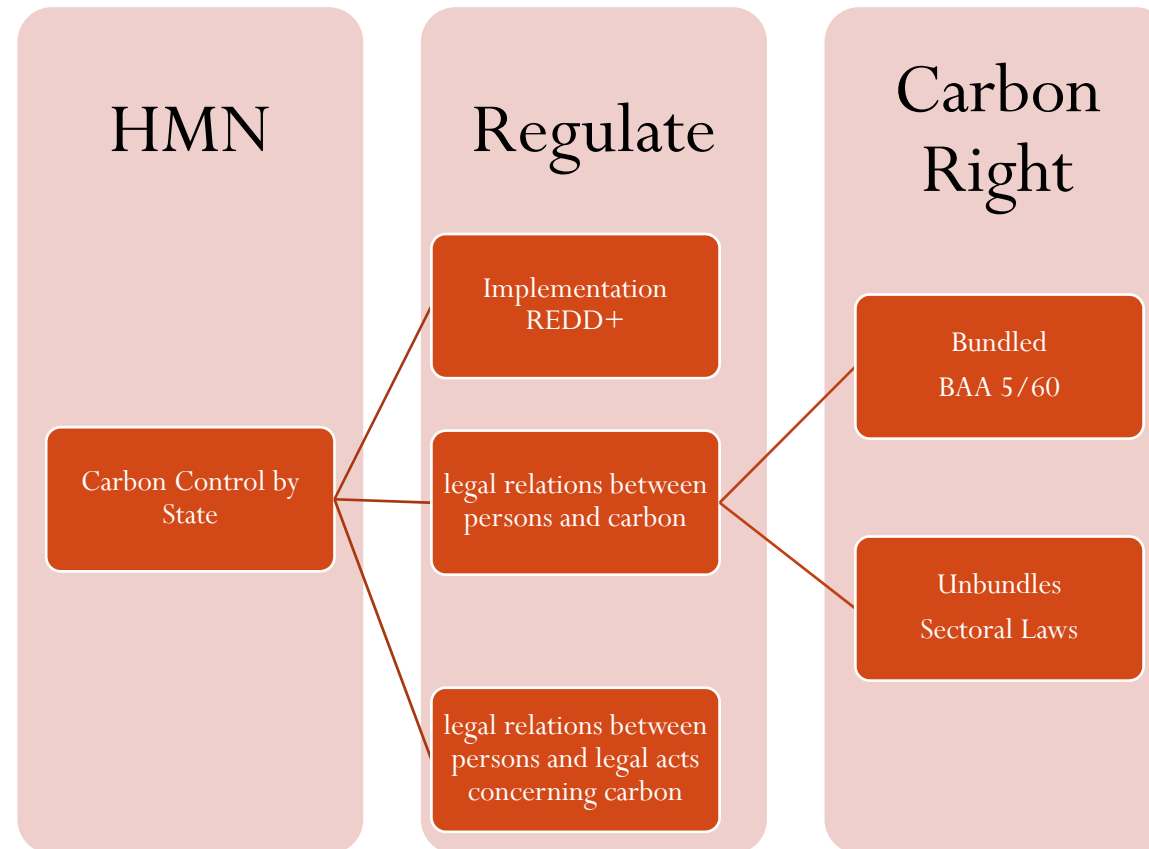 HMN
Carbon Control by
State
Regulate
Implementation
REDD+
legal relations between
persons and carbon
legal relations between
persons and legal acts
concerning carbon
Carbon
Right
Bundled
BAA 5/60
Unbundles
Sectoral Laws